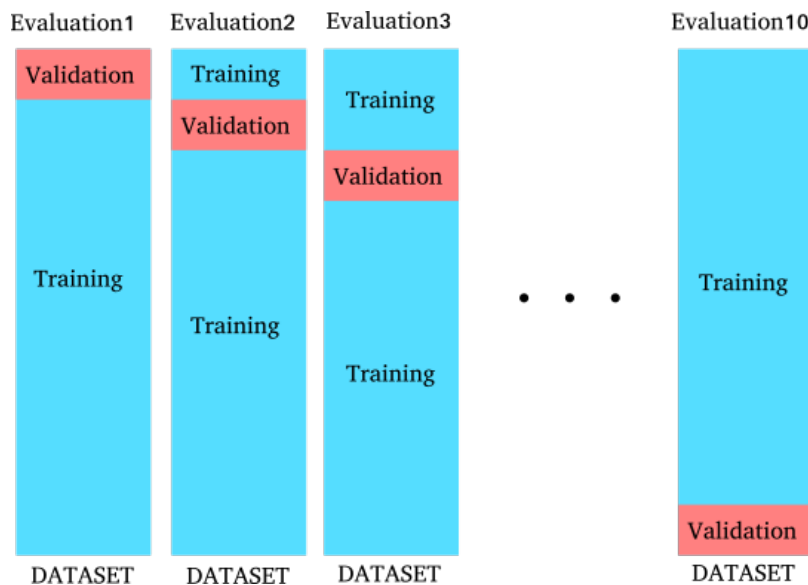 Evaluation1
Evaluation2
Evaluation3
Evaluation10
Validation
Training
DATASET
Training
Validation
Training
DATASET
Training
Validation
Training
DATASET
. . .
Training
Validation
DATASET